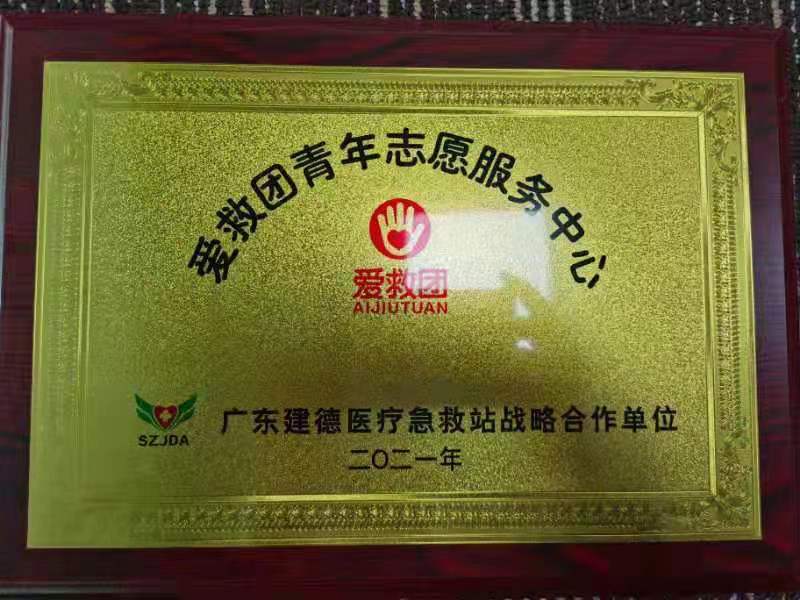 爱救团青年志愿服务中心
爱救团
AIJIUTUAN
SZJDA
广东建德医疗急救站战略合作单位
二〇二一年